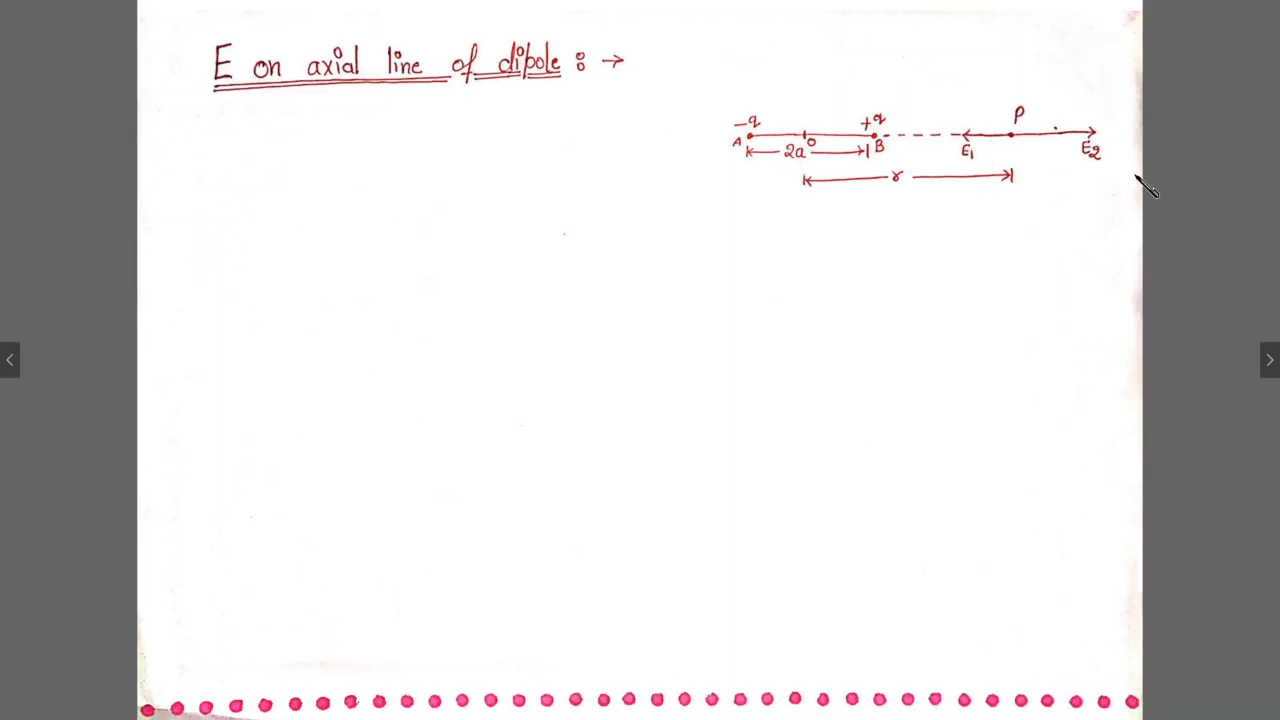 E on axial line of dipole : →
P
-q +q
A 2a O B E₁ E₂
r